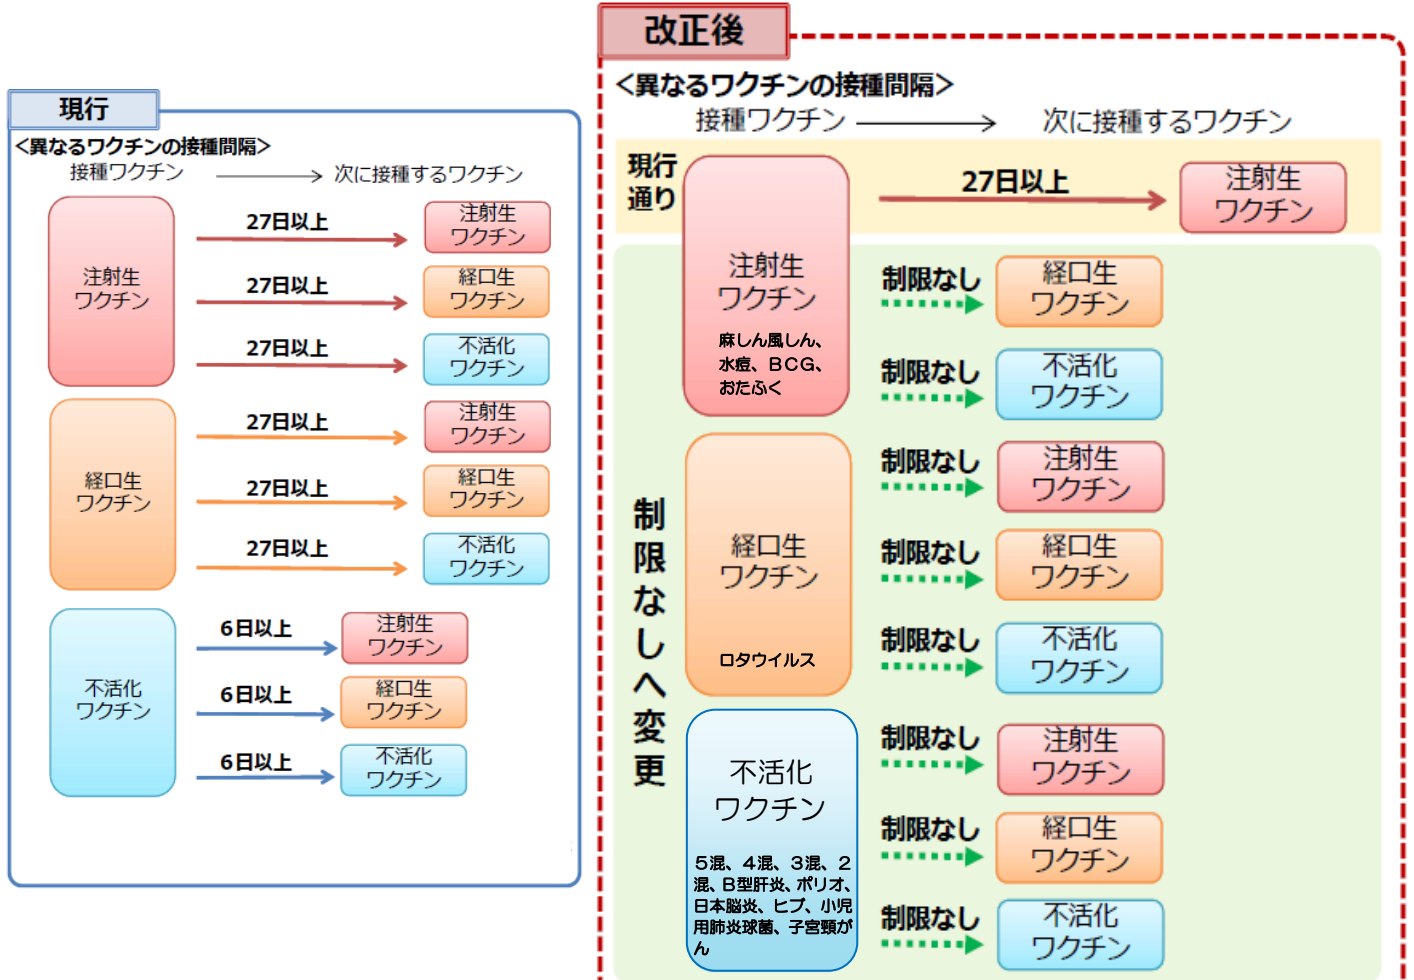 現行
<異なるワクチンの接種間隔>
接種ワクチン
次に接種するワクチン
注射生
ワクチン
27日以上
注射生
ワクチン
27日以上
経口生
ワクチン
27日以上
不活化
ワクチン
経口生
ワクチン
27日以上
注射生
ワクチン
27日以上
経口生
ワクチン
27日以上
不活化
ワクチン
不活化
ワクチン
6日以上
注射生
ワクチン
6日以上
経口生
ワクチン
6日以上
不活化
ワクチン
改正後
<異なるワクチンの接種間隔>
接種ワクチン
次に接種するワクチン
現行
通り
注射生
ワクチン
麻しん風しん、
水痘、BCG、
おたふく
27日以上
注射生
ワクチン
制限なし
経口生
ワクチン
制限なし
不活化
ワクチン
制限なしへ変更
経口生
ワクチン
ロタウイルス
制限なし
注射生
ワクチン
制限なし
経口生
ワクチン
制限なし
不活化
ワクチン
不活化
ワクチン
5混、4混、3混、2
混、B型肝炎、ポリオ、
日本脳炎、ヒブ、小児
用肺炎球菌、子宮頸が
ん
制限なし
注射生
ワクチン
制限なし
経口生
ワクチン
制限なし
不活化
ワクチン